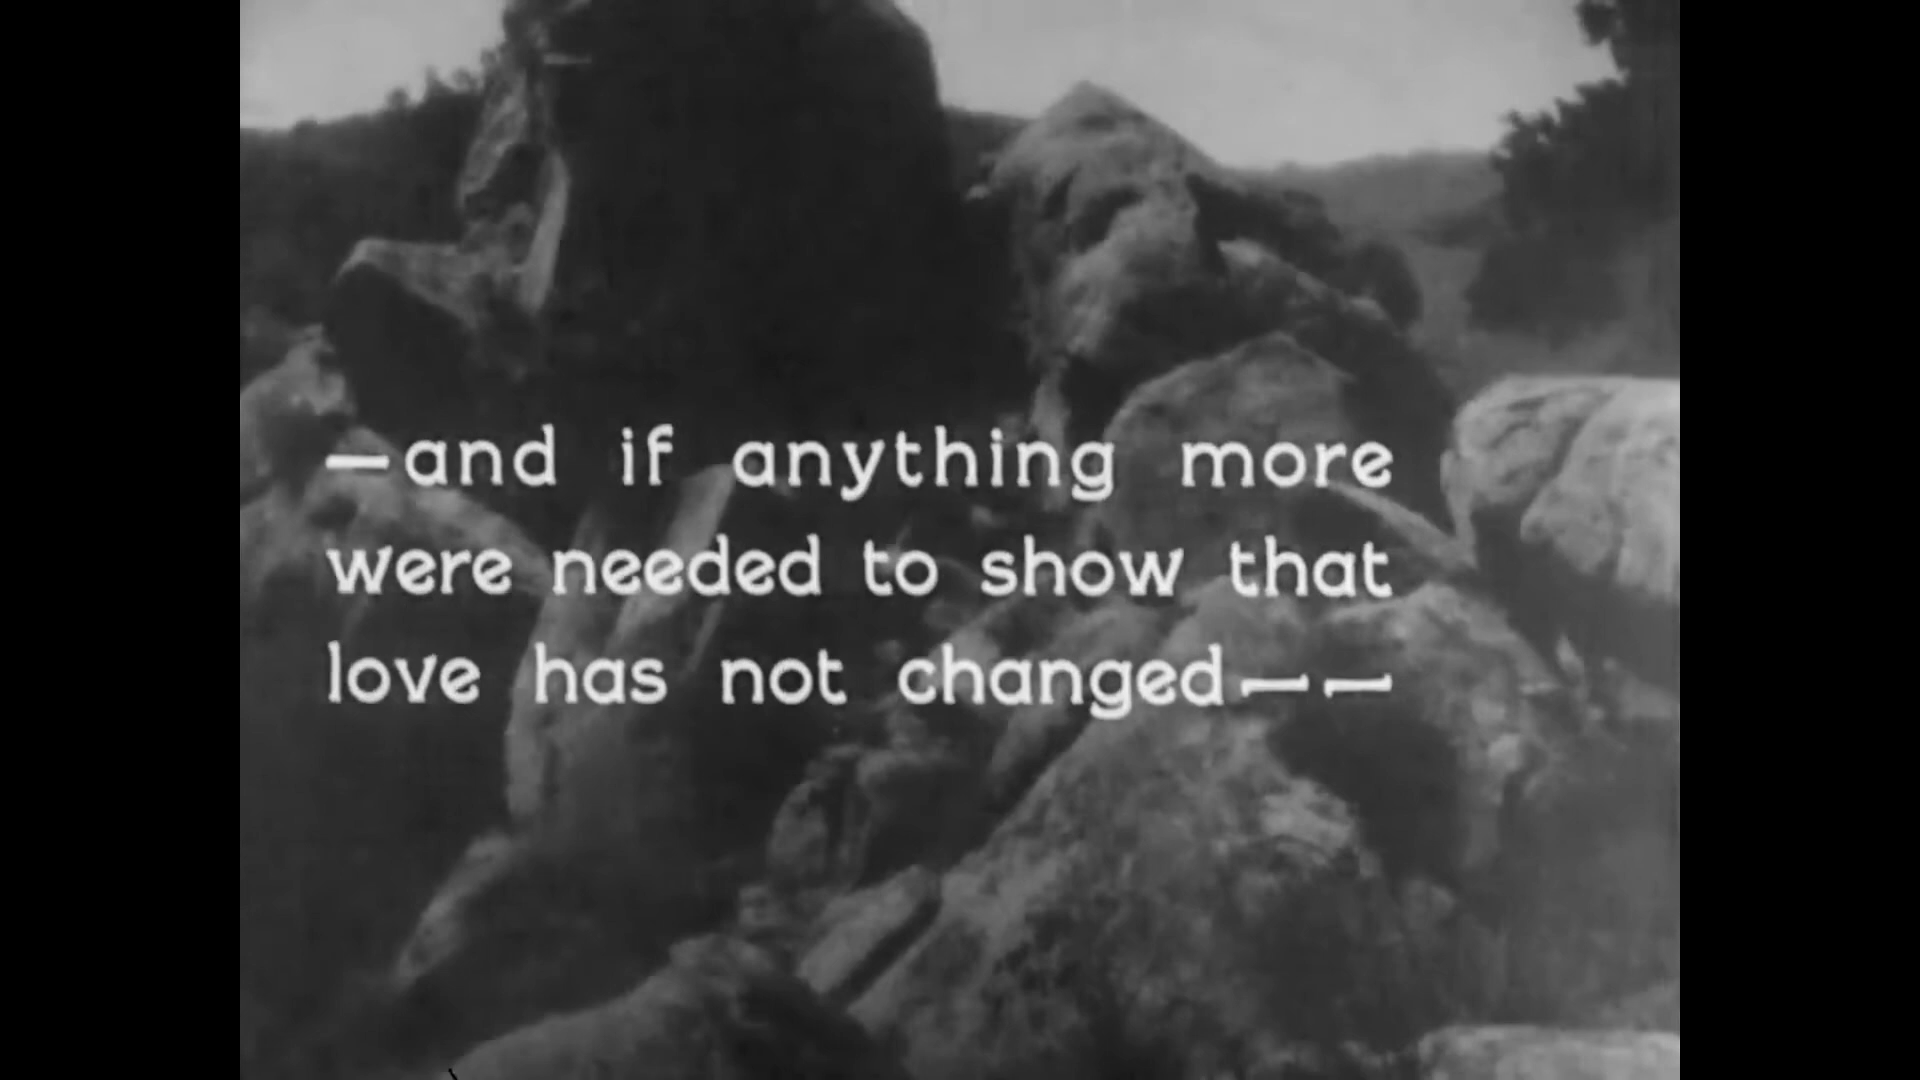 —and if anything more
were needed to show that
love has not changed——